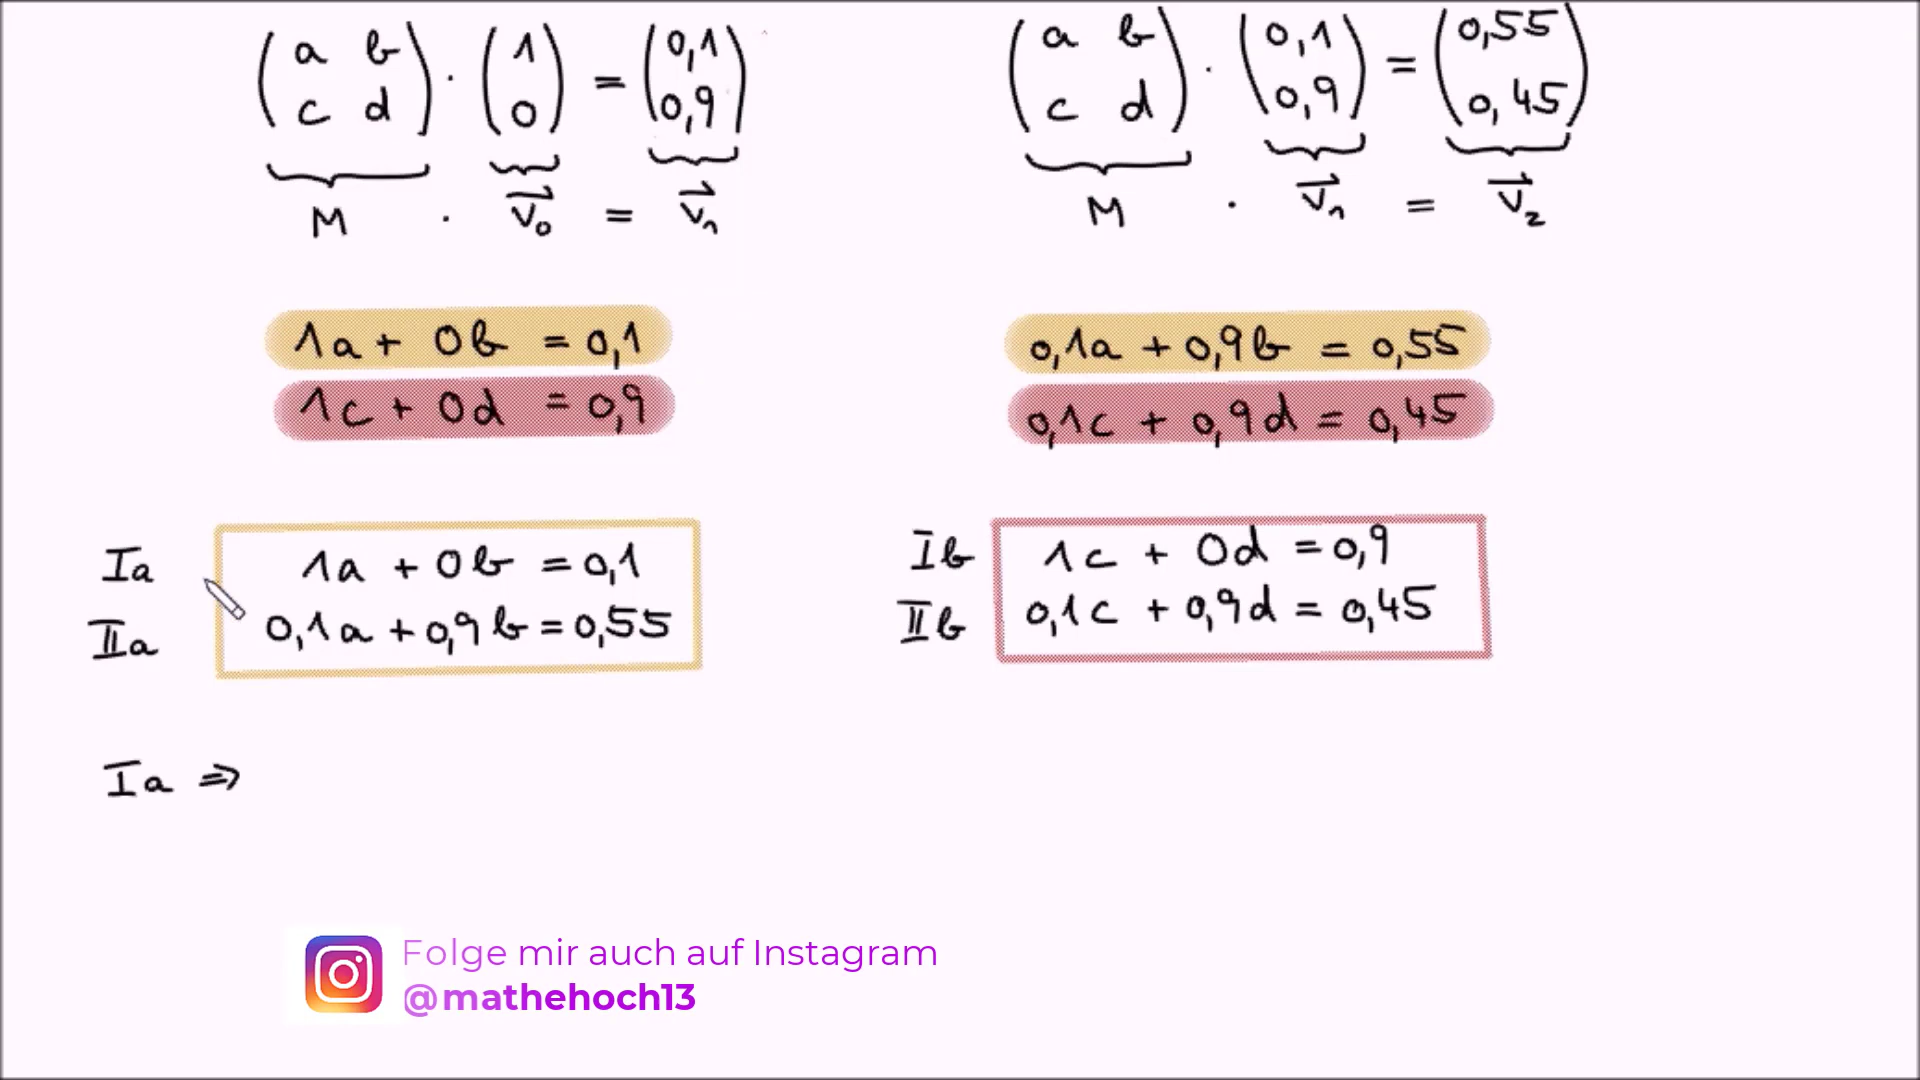 (a b) · (1) = (0,1)
(c d) (0) (0,9)
M · v₀ = v₁
(a b) · (0,1) = (0,55)
(c d) (0,9) (0,45)
M · v₁ = v₂
1a + 0b = 0,1
1c + 0d = 0,9
0,1a + 0,9b = 0,55
0,1c + 0,9d = 0,45
Ia 1a + 0b = 0,1
IIa 0,1a + 0,9b = 0,55
Ib 1c + 0d = 0,9
IIb 0,1c + 0,9d = 0,45
Ia ⇒
Folge mir auch auf Instagram
@mathehoch13